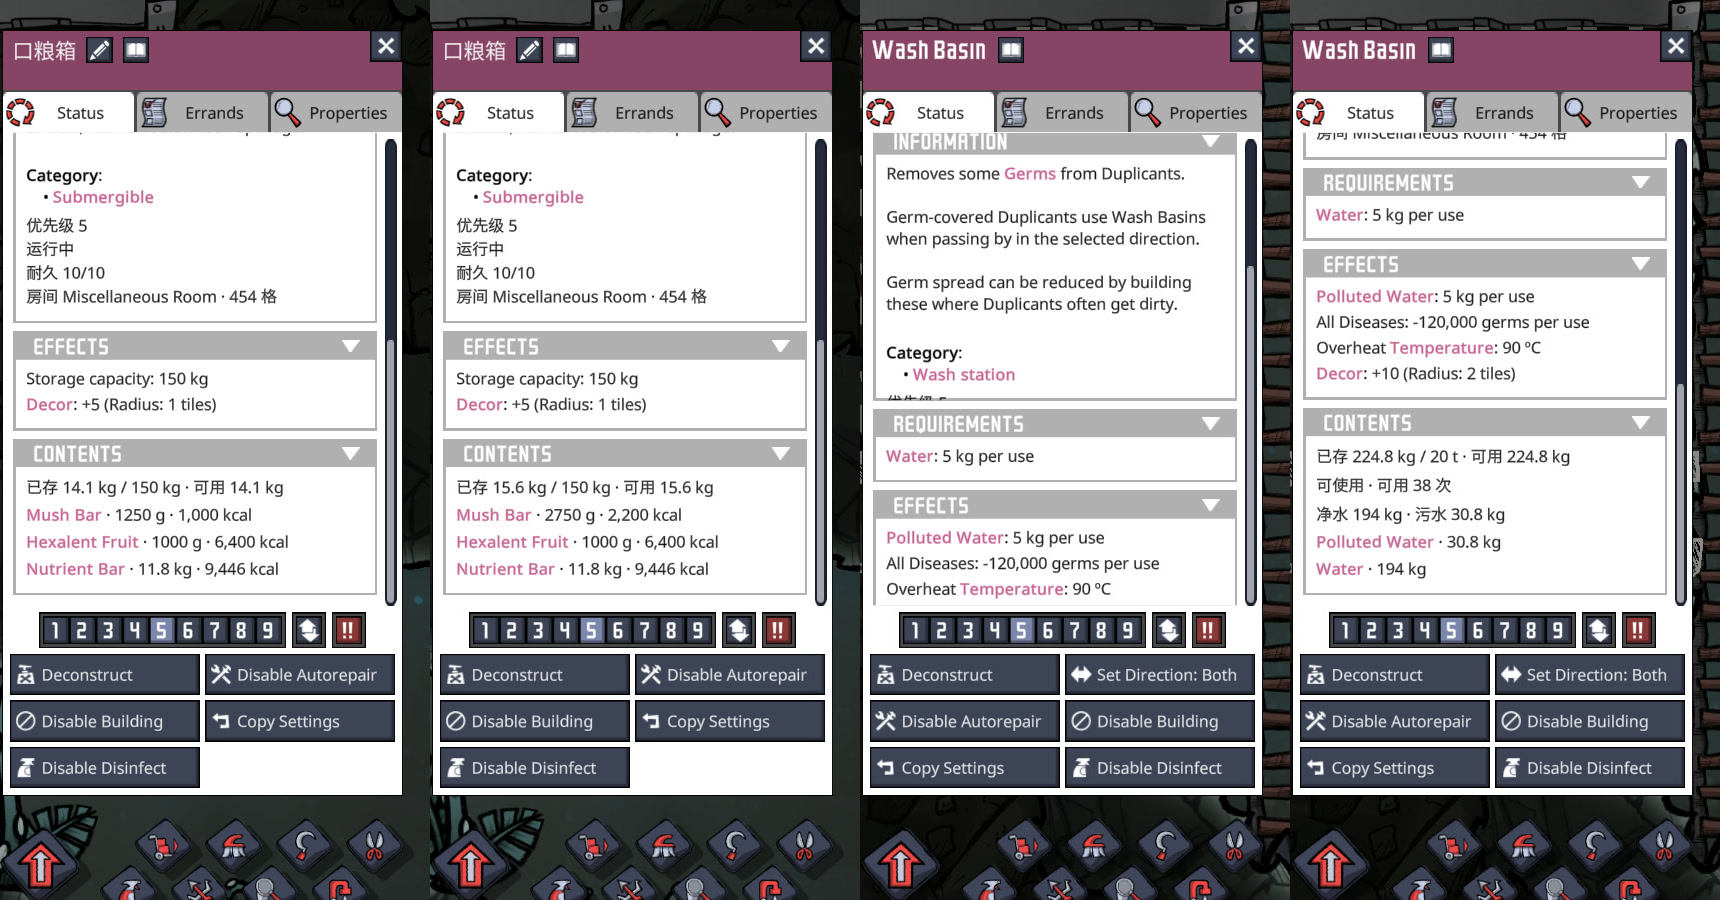 口粮箱
Status
Errands
Properties
Category:
• Submergible
优先级 5
运行中
耐久 10/10
房间 Miscellaneous Room · 454 格
EFFECTS
Storage capacity: 150 kg
Decor: +5 (Radius: 1 tiles)
CONTENTS
已存 14.1 kg / 150 kg · 可用 14.1 kg
Mush Bar · 1250 g · 1,000 kcal
Hexalent Fruit · 1000 g · 6,400 kcal
Nutrient Bar · 11.8 kg · 9,446 kcal
1 2 3 4 5 6 7 8 9 !!
Deconstruct
Disable Autorepair
Disable Building
Copy Settings
Disable Disinfect
口粮箱
Status
Errands
Properties
Category:
• Submergible
优先级 5
运行中
耐久 10/10
房间 Miscellaneous Room · 454 格
EFFECTS
Storage capacity: 150 kg
Decor: +5 (Radius: 1 tiles)
CONTENTS
已存 15.6 kg / 150 kg · 可用 15.6 kg
Mush Bar · 2750 g · 2,200 kcal
Hexalent Fruit · 1000 g · 6,400 kcal
Nutrient Bar · 11.8 kg · 9,446 kcal
1 2 3 4 5 6 7 8 9 !!
Deconstruct
Disable Autorepair
Disable Building
Copy Settings
Disable Disinfect
Wash Basin
Status
Errands
Properties
INFORMATION
Removes some Germs from Duplicants.
Germ-covered Duplicants use Wash Basins
when passing by in the selected direction.
Germ spread can be reduced by building
these where Duplicants often get dirty.
Category:
• Wash station
优先级 5
REQUIREMENTS
Water: 5 kg per use
EFFECTS
Polluted Water: 5 kg per use
All Diseases: -120,000 germs per use
Overheat Temperature: 90 ºC
1 2 3 4 5 6 7 8 9 !!
Deconstruct
Set Direction: Both
Disable Autorepair
Disable Building
Copy Settings
Disable Disinfect
Wash Basin
Status
Errands
Properties
房间 Miscellaneous Room · 454 格
REQUIREMENTS
Water: 5 kg per use
EFFECTS
Polluted Water: 5 kg per use
All Diseases: -120,000 germs per use
Overheat Temperature: 90 ºC
Decor: +10 (Radius: 2 tiles)
CONTENTS
已存 224.8 kg / 20 t · 可用 224.8 kg
可使用 · 可用 38 次
净水 194 kg · 污水 30.8 kg
Polluted Water · 30.8 kg
Water · 194 kg
1 2 3 4 5 6 7 8 9 !!
Deconstruct
Set Direction: Both
Disable Autorepair
Disable Building
Copy Settings
Disable Disinfect